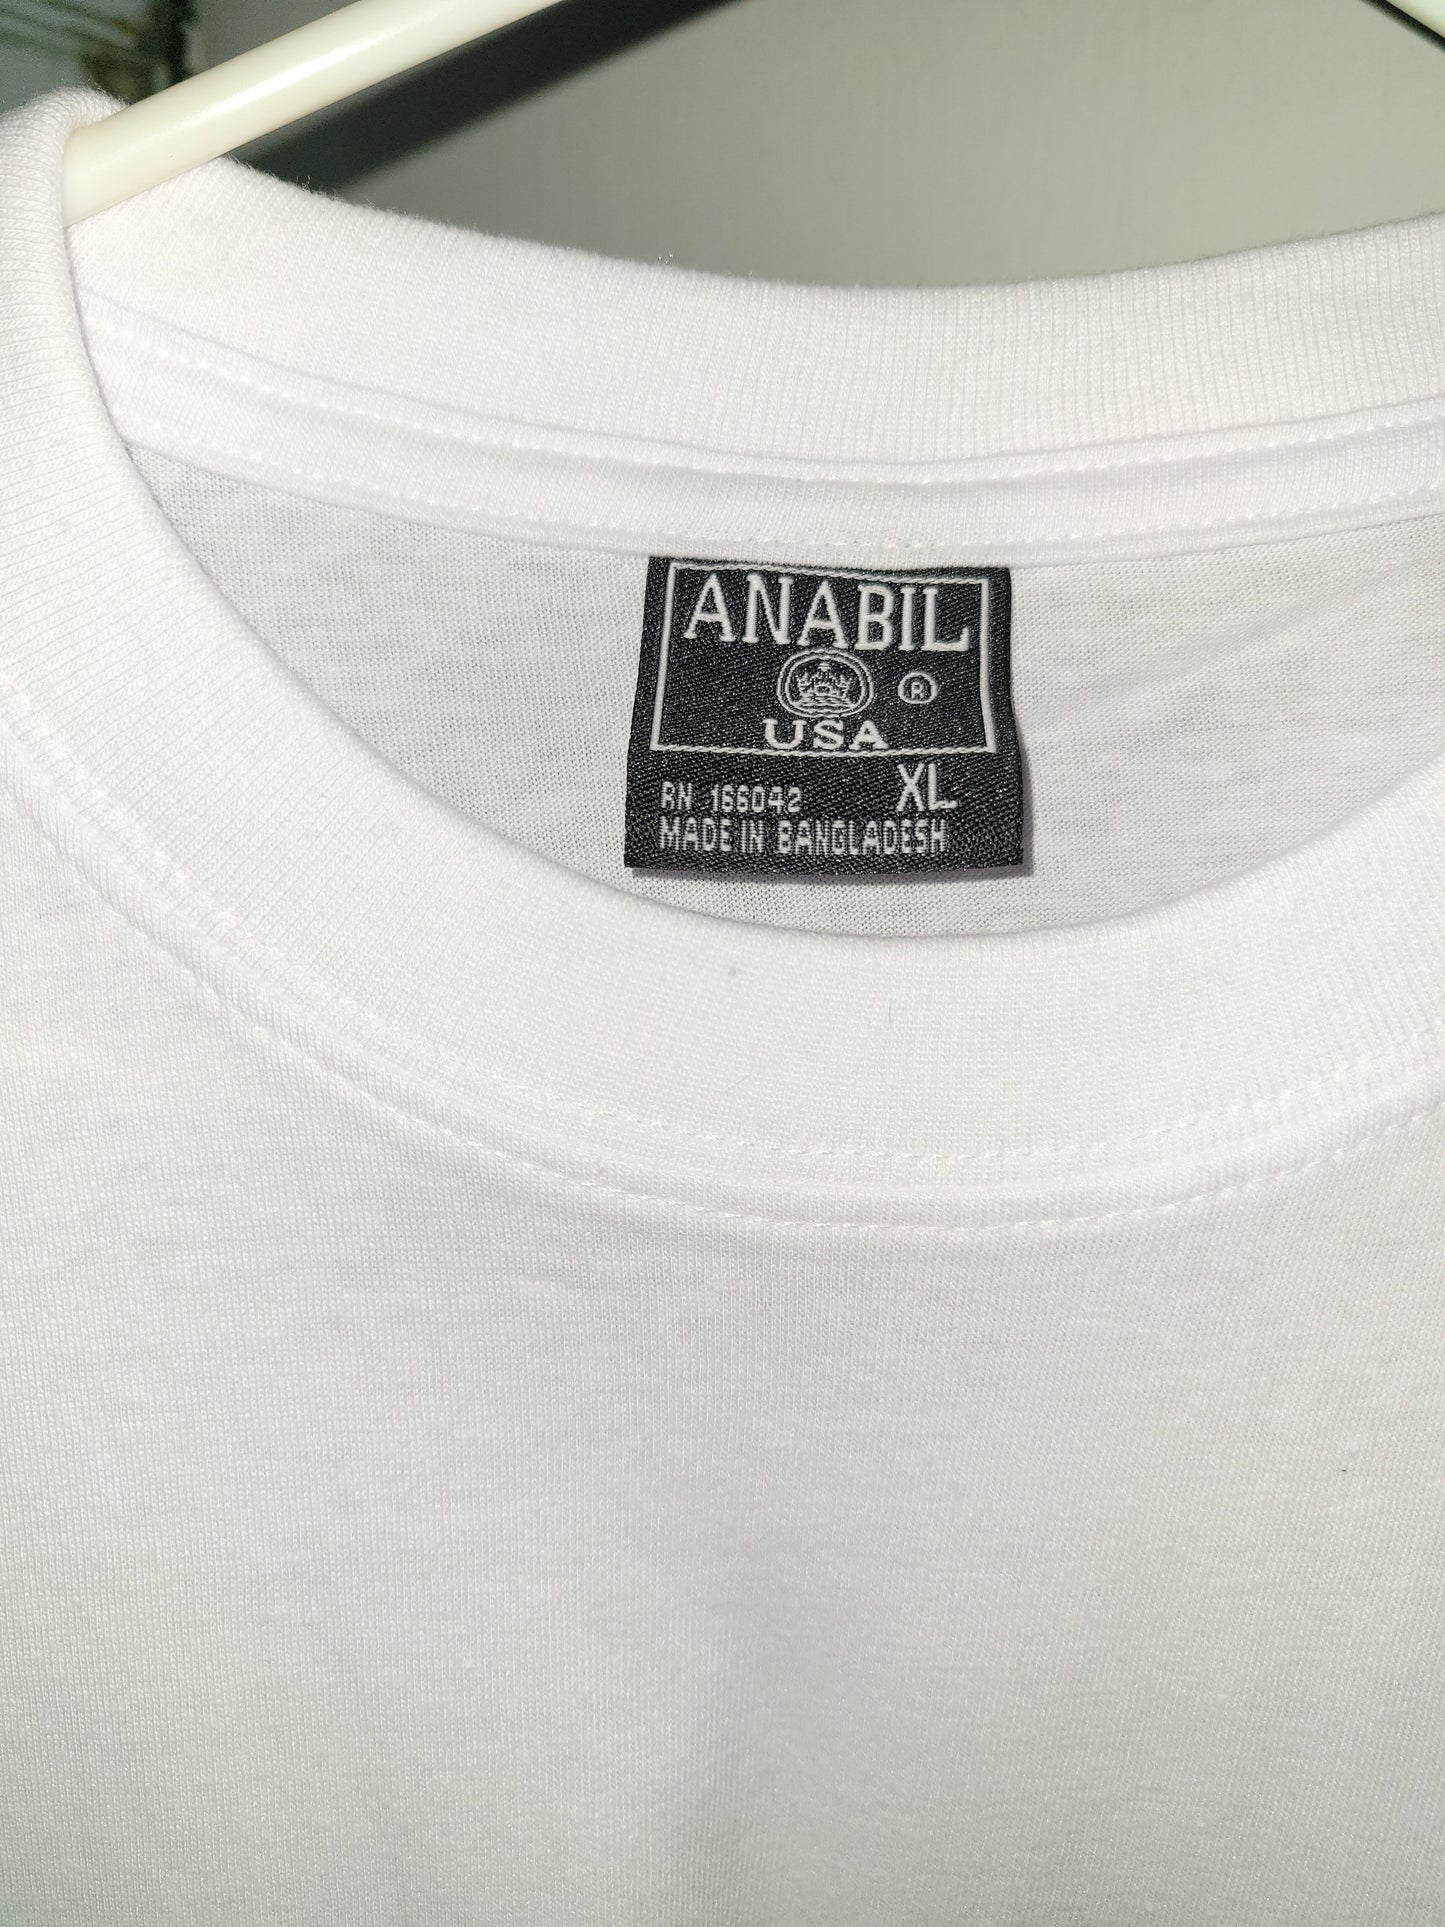 ANABIL
®
USA
XL
RN 166042
MADE IN BANGLADESH